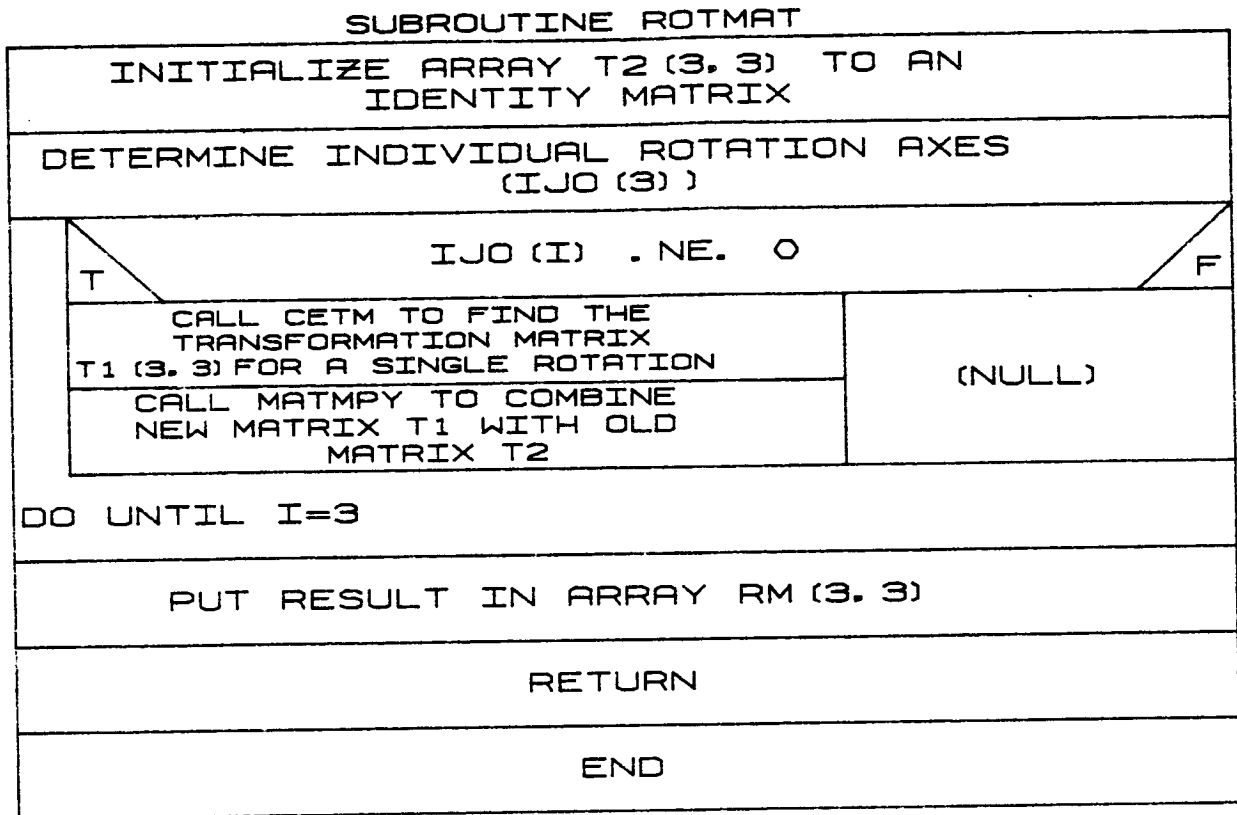 SUBROUTINE ROTMAT
INITIALIZE ARRAY T2(3.3) TO AN
IDENTITY MATRIX
DETERMINE INDIVIDUAL ROTATION AXES
(IJO(3))
IJO(I) .NE. 0
T
F
CALL CETM TO FIND THE
TRANSFORMATION MATRIX
T1(3.3) FOR A SINGLE ROTATION
(NULL)
CALL MATMPY TO COMBINE
NEW MATRIX T1 WITH OLD
MATRIX T2
DO UNTIL I=3
PUT RESULT IN ARRAY RM(3.3)
RETURN
END